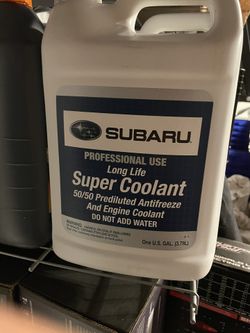 SUBARU
PROFESSIONAL USE
Long Life
Super Coolant
50/50 Prediluted Antifreeze
And Engine Coolant
DO NOT ADD WATER
One U.S. GAL. (3.78L)